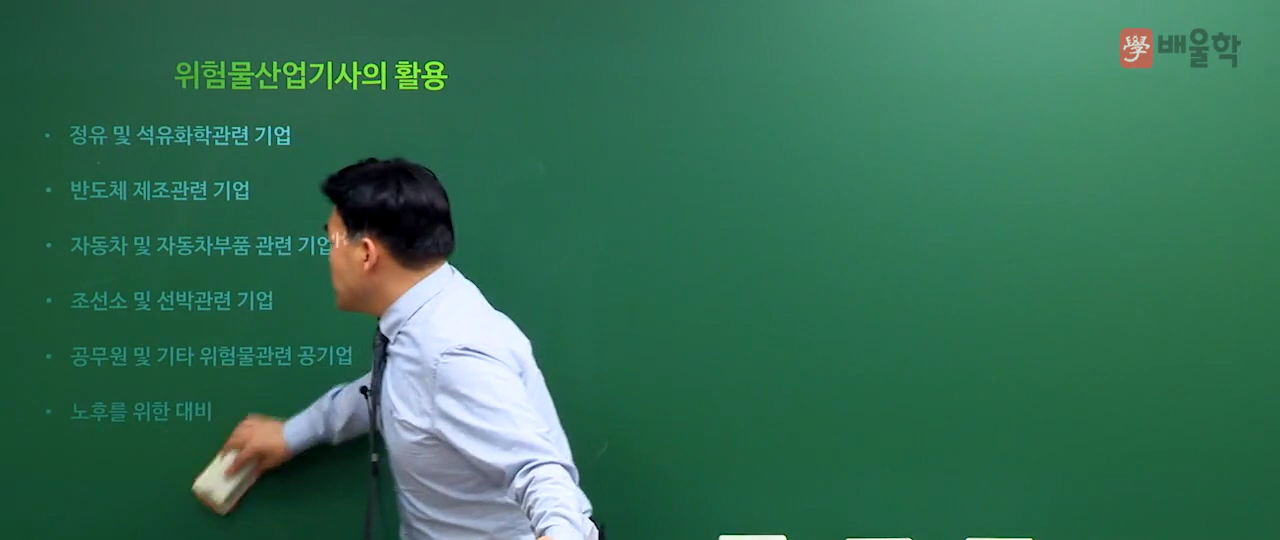 위험물산업기사의 활용
學 배울학
• 정유 및 석유화학관련 기업
• 반도체 제조관련 기업
• 자동차 및 자동차부품 관련 기업
• 조선소 및 선박관련 기업
• 공무원 및 기타 위험물관련 공기업
• 노후를 위한 대비